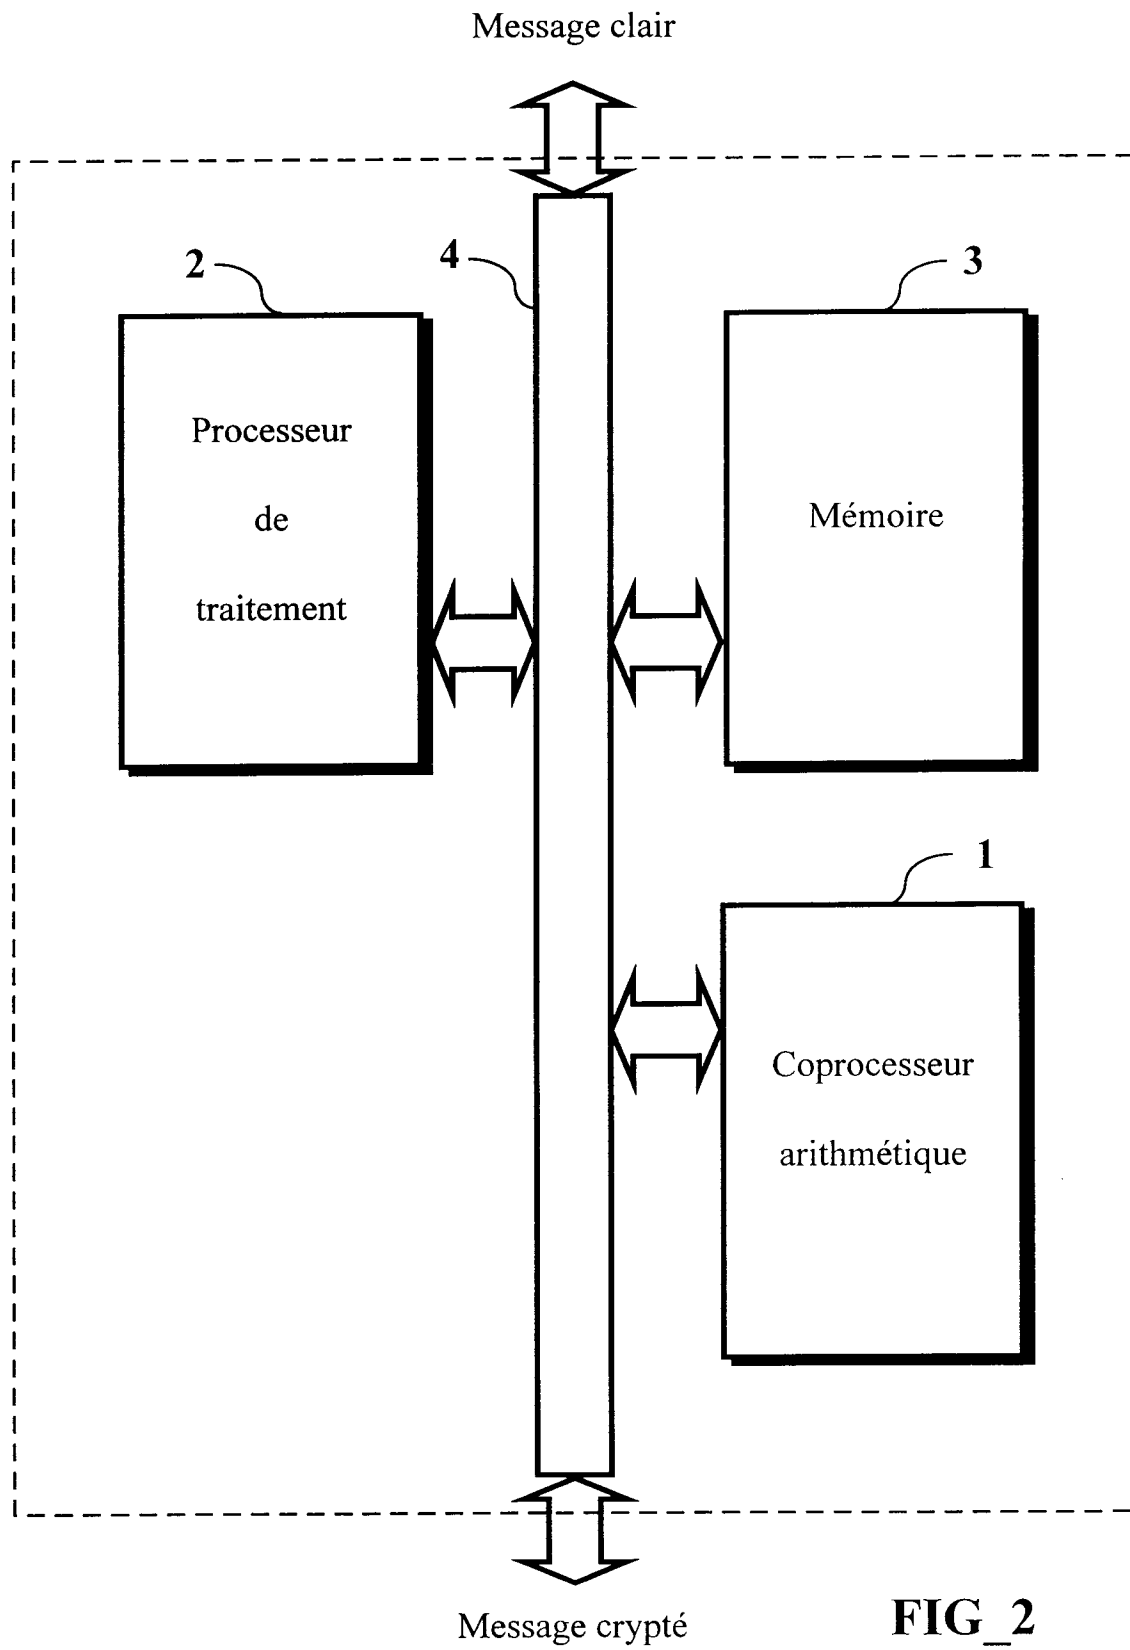 Message clair
2
4
3
Processeur
de
traitement
Mémoire
1
Coprocesseur
arithmétique
Message crypté
FIG_2